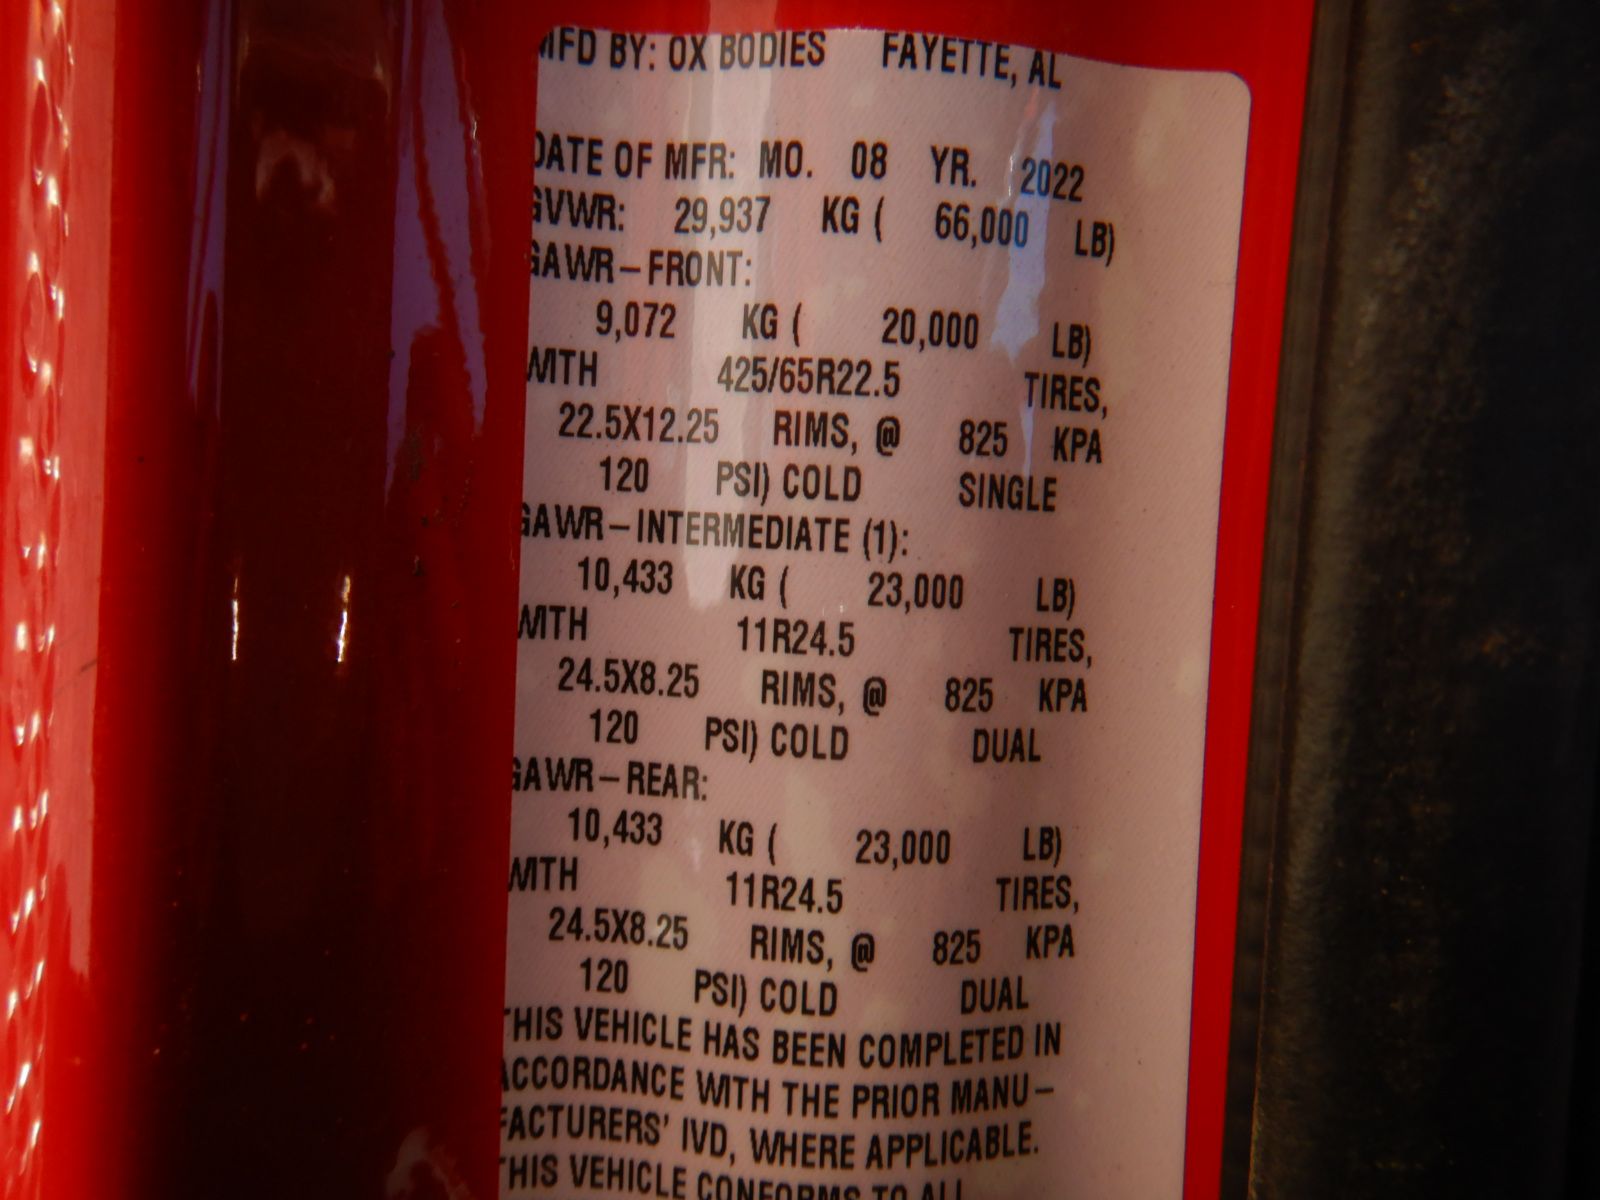 MFD BY: OX BODIES FAYETTE, AL
DATE OF MFR: MO. 08 YR. 2022
GVWR: 29,937 KG ( 66,000 LB)
GAWR-FRONT:
9,072 KG ( 20,000 LB)
WITH 425/65R22.5 TIRES,
22.5X12.25 RIMS, @ 825 KPA
120 PSI) COLD SINGLE
GAWR-INTERMEDIATE (1):
10,433 KG ( 23,000 LB)
WITH 11R24.5 TIRES,
24.5X8.25 RIMS, @ 825 KPA
120 PSI) COLD DUAL
GAWR-REAR:
10,433 KG ( 23,000 LB)
WITH 11R24.5 TIRES,
24.5X8.25 RIMS, @ 825 KPA
120 PSI) COLD DUAL
THIS VEHICLE HAS BEEN COMPLETED IN
ACCORDANCE WITH THE PRIOR MANU-
FACTURERS' IVD, WHERE APPLICABLE.
THIS VEHICLE CONFORMS TO ALL